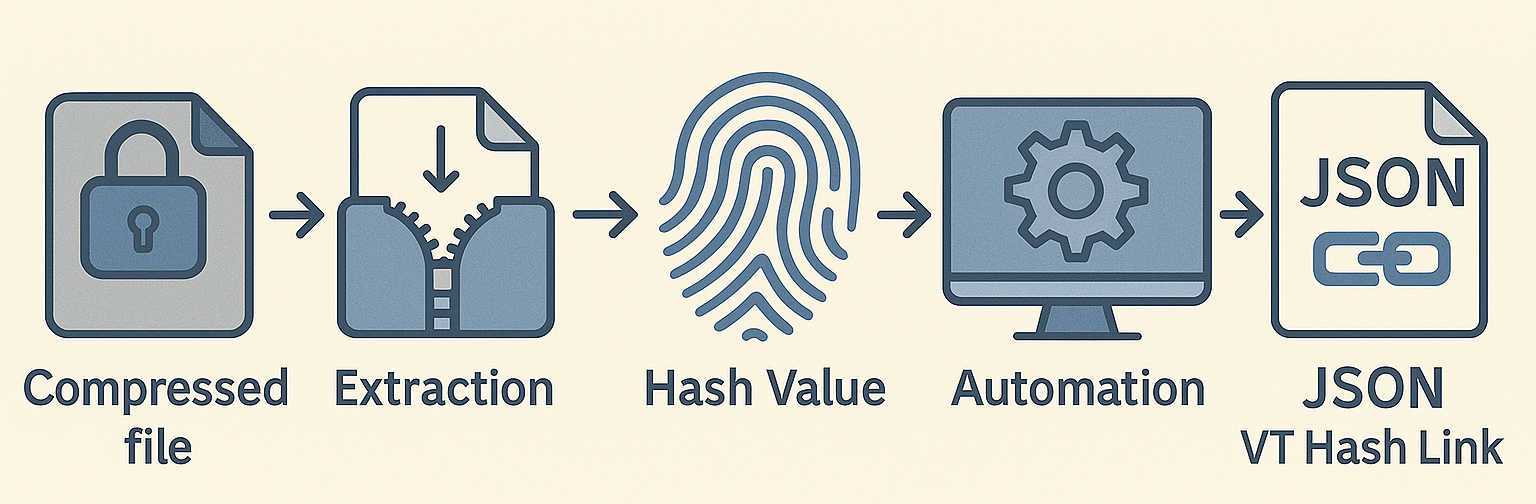 JSON
Compressed
file
Extraction
Hash Value
Automation
JSON
VT Hash Link